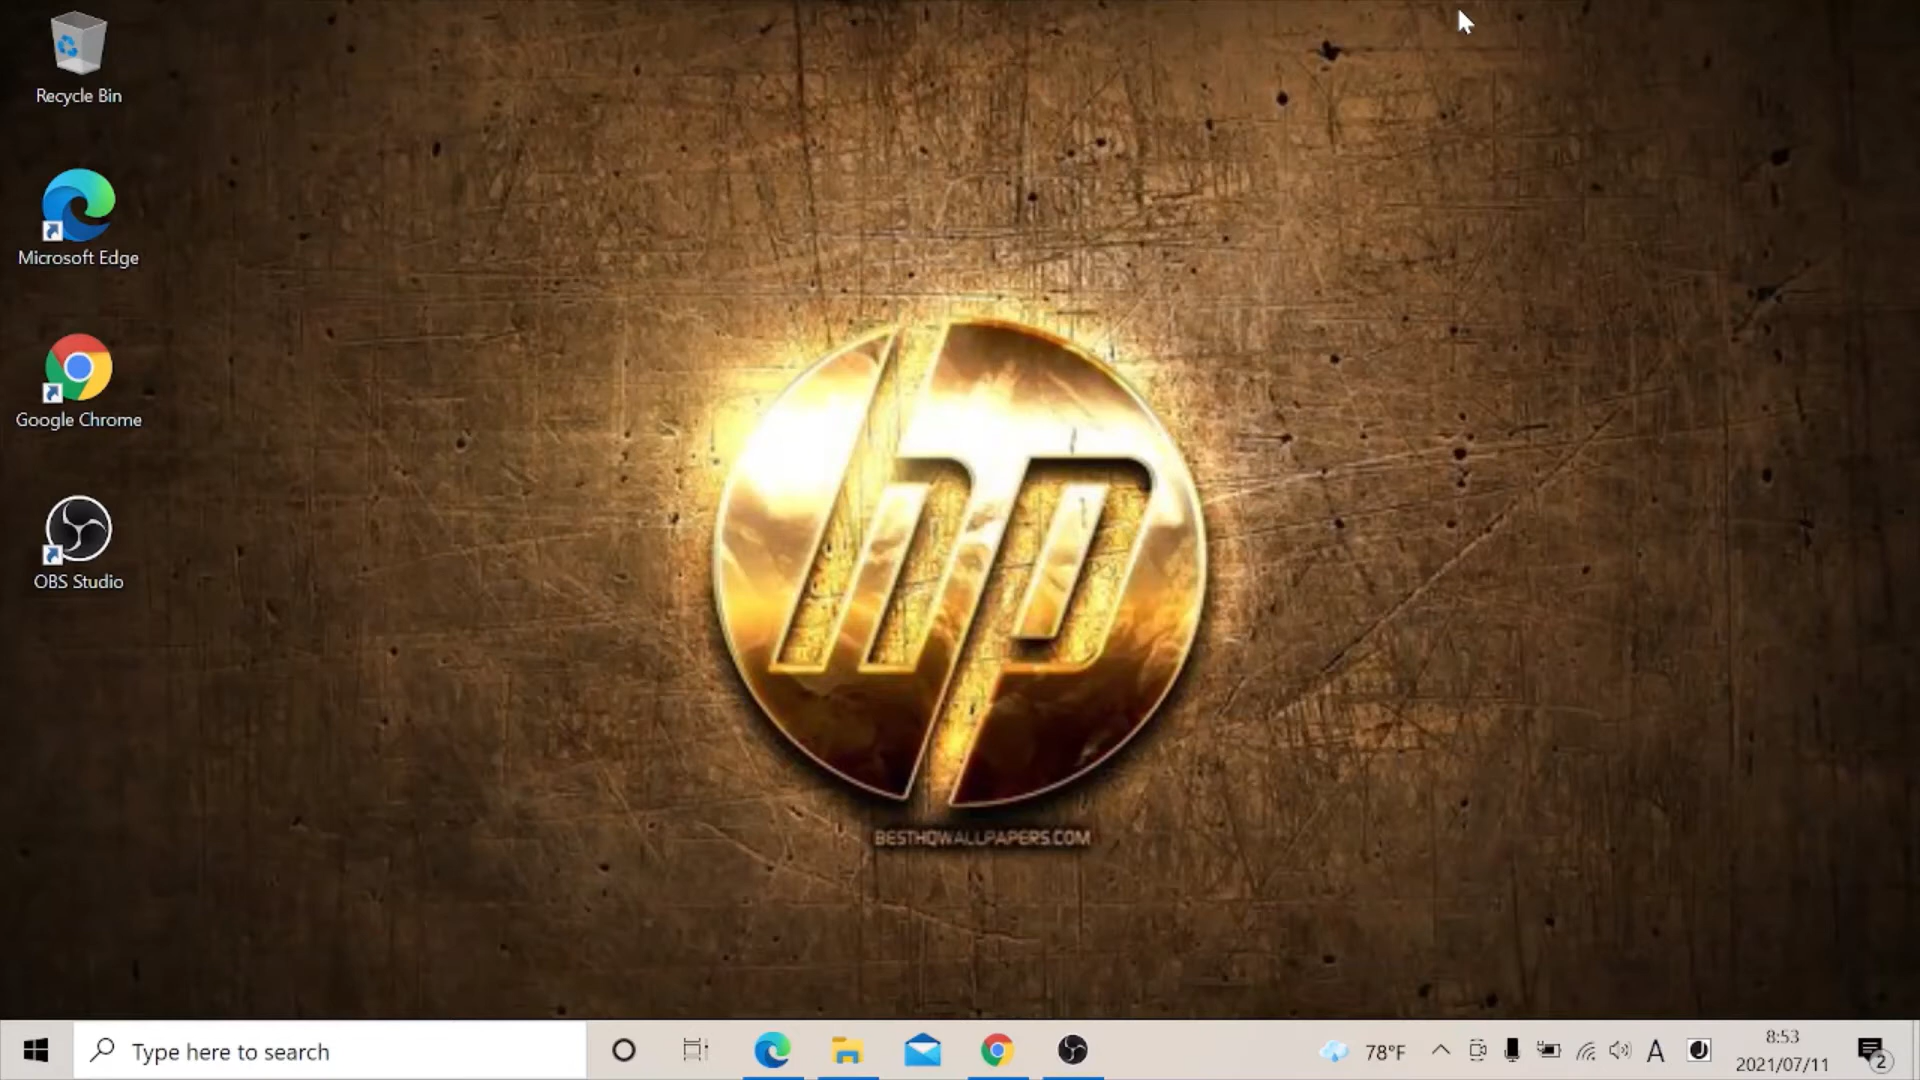 Recycle Bin
Microsoft Edge
Google Chrome
OBS Studio
hp
BESTHQWALLPAPERS.COM
Type here to search
78°F
A
8:53
2021/07/11
2